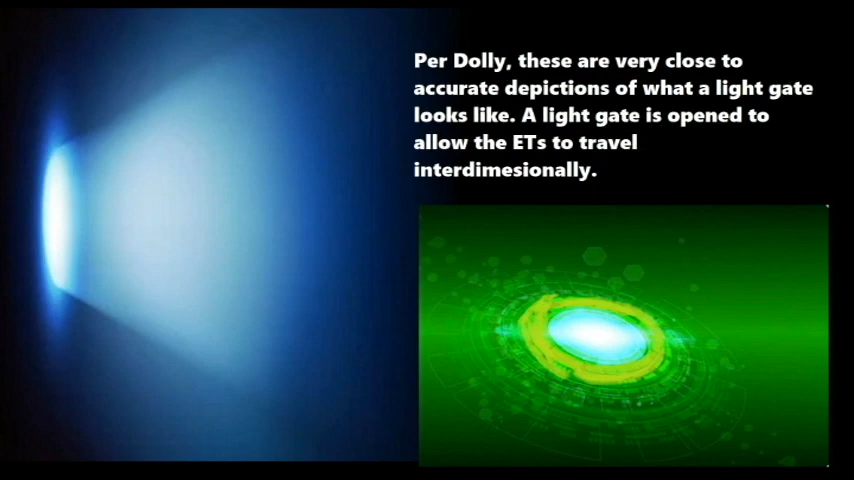 Per Dolly, these are very close to
accurate depictions of what a light gate
looks like. A light gate is opened to
allow the ETs to travel
interdimesionally.